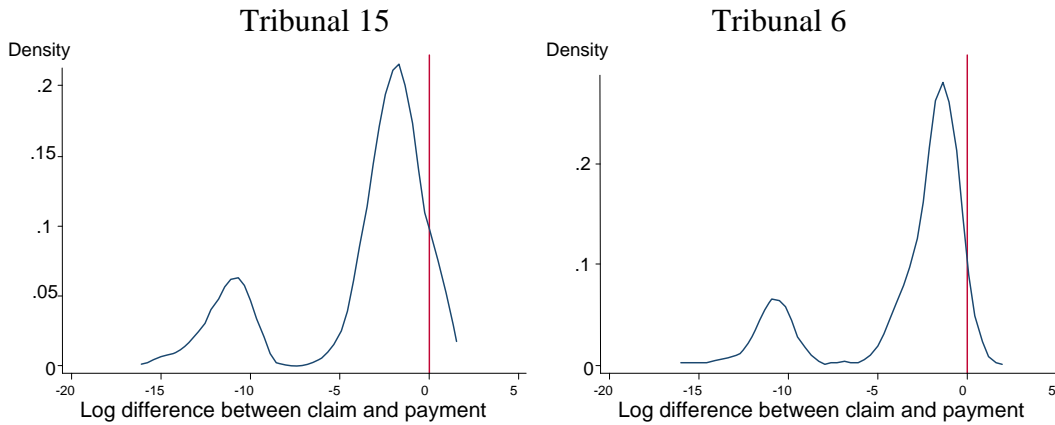 Tribunal 15
Density
.2
.15
.1
.05
0
-20 -15 -10 -5 0 5
Log difference between claim and payment
Tribunal 6
Density
.2
.1
0
-20 -15 -10 -5 0 5
Log difference between claim and payment